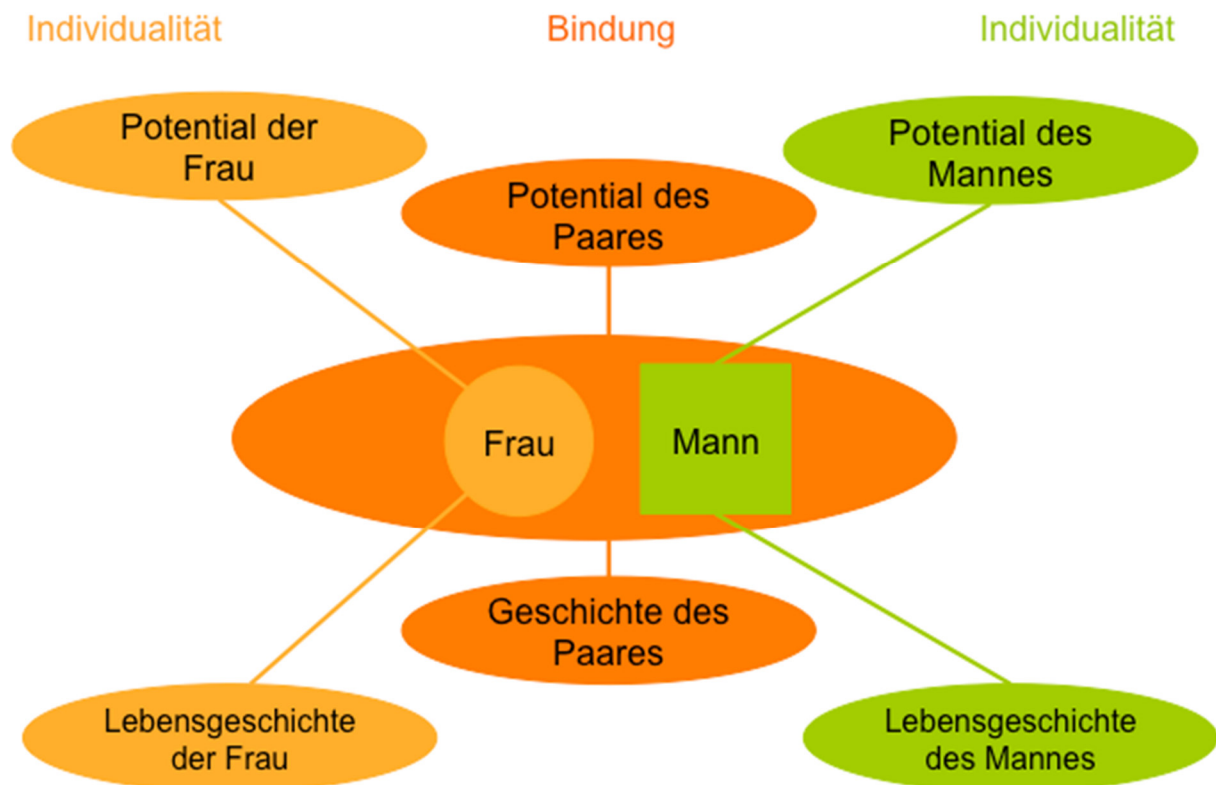 Individualität
Bindung
Individualität
Potential der
Frau
Potential des
Paares
Potential des
Mannes
Frau
Mann
Geschichte des
Paares
Lebensgeschichte
der Frau
Lebensgeschichte
des Mannes